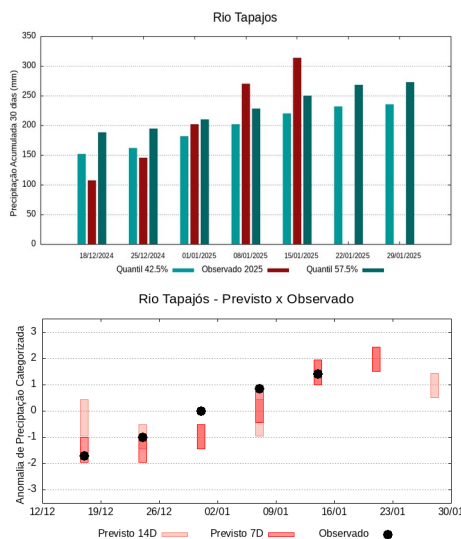 Rio Tapajos
Precipitação Acumulada 30 dias (mm)
350
300
250
200
150
100
50
0
18/12/2024 25/12/2024 01/01/2025 08/01/2025 15/01/2025 22/01/2025 29/01/2025
Quantil 42.5% Observado 2025 Quantil 57.5%
Rio Tapajós - Previsto x Observado
Anomalia de Precipitação Categorizada
3
2
1
0
-1
-2
-3
12/12 19/12 26/12 02/01 09/01 16/01 23/01 30/01
Previsto 14D Previsto 7D Observado